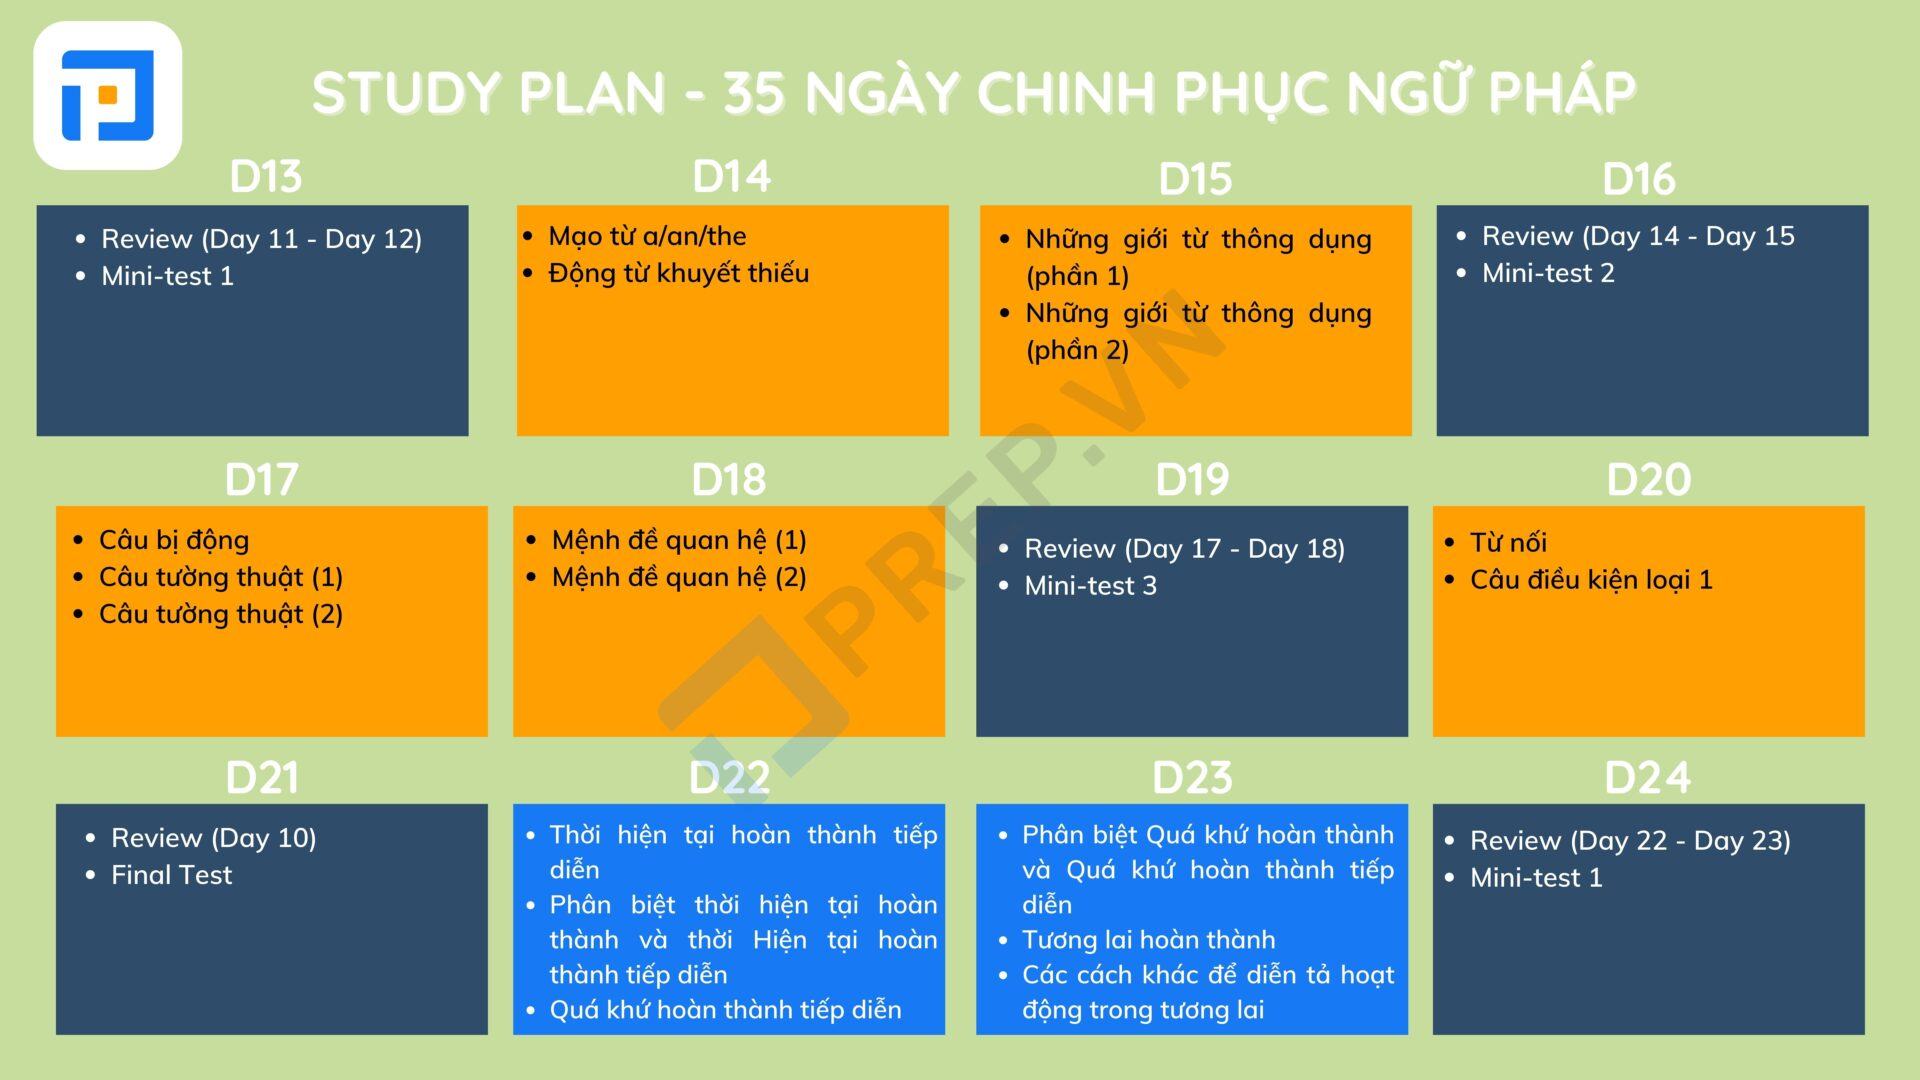 STUDY PLAN - 35 NGÀY CHINH PHỤC NGỮ PHÁP
D13
• Review (Day 11 - Day 12)
• Mini-test 1
D14
• Mạo từ a/an/the
• Động từ khuyết thiếu
D15
• Những giới từ thông dụng
(phần 1)
• Những giới từ thông dụng
(phần 2)
D16
• Review (Day 14 - Day 15
• Mini-test 2
D17
• Câu bị động
• Câu tường thuật (1)
• Câu tường thuật (2)
D18
• Mệnh đề quan hệ (1)
• Mệnh đề quan hệ (2)
D19
• Review (Day 17 - Day 18)
• Mini-test 3
D20
• Từ nối
• Câu điều kiện loại 1
D21
• Review (Day 10)
• Final Test
D22
• Thời hiện tại hoàn thành tiếp
diễn
• Phân biệt thời hiện tại hoàn
thành và thời Hiện tại hoàn
thành tiếp diễn
• Quá khứ hoàn thành tiếp diễn
D23
• Phân biệt Quá khứ hoàn thành
và Quá khứ hoàn thành tiếp
diễn
• Tương lai hoàn thành
• Các cách khác để diễn tả hoạt
động trong tương lai
D24
• Review (Day 22 - Day 23)
• Mini-test 1
PREP.VN